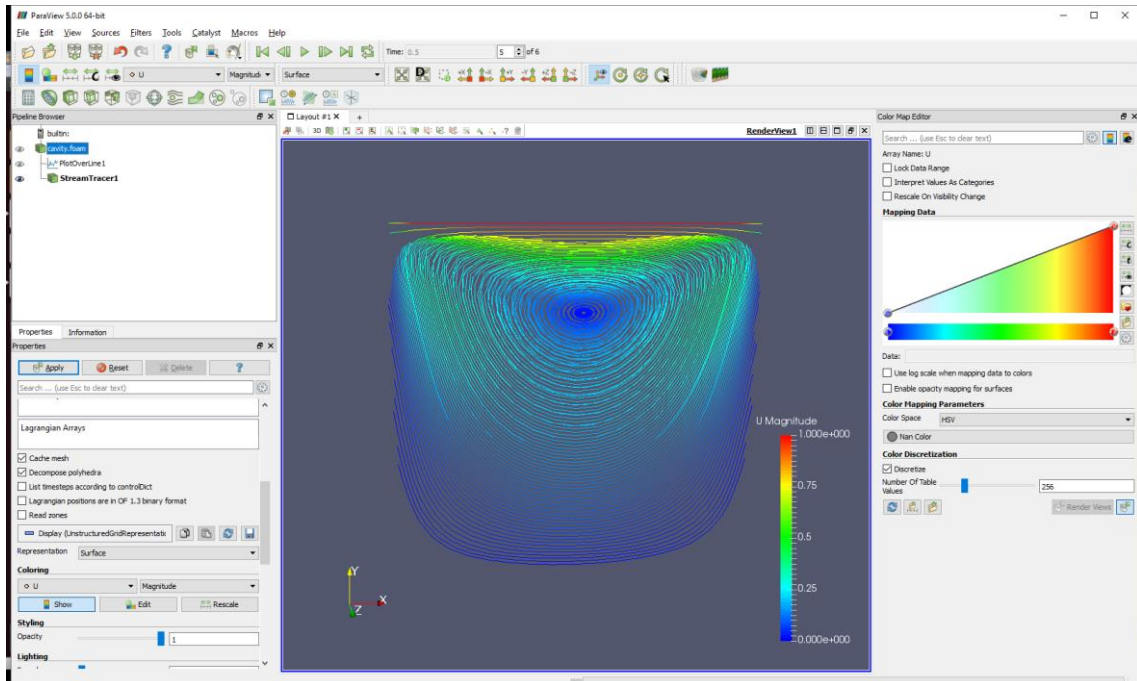 ParaView 5.0.0 64-bit
File Edit View Sources Filters Tools Catalyst Macros Help
Time: 0.5 5 of 6
U Magnitud Surface
Pipeline Browser
builtin:
cavity.foam
PlotOverLine1
StreamTracer1
Properties Information
Properties
Apply Reset Delete ?
Search ... (use Esc to clear text)
Lagrangian Arrays
Cache mesh
Decompose polyhedra
List timesteps according to controlDict
Lagrangian positions are in OF 1.3 binary format
Read zones
Display (UnstructuredGridRepresentatic
Representation Surface
Coloring
U Magnitude
Show Edit Rescale
Styling
Opacity 1
Lighting
Layout #1 X +
3D RenderView1
U Magnitude
1.000e+000
0.75
0.5
0.25
0.000e+000
Y
X
Z
Color Map Editor
Search ... (use Esc to clear text)
Array Name: U
Lock Data Range
Interpret Values As Categories
Rescale On Visibility Change
Mapping Data
Data:
Use log scale when mapping data to colors
Enable opacity mapping for surfaces
Color Mapping Parameters
Color Space HSV
Nan Color
Color Discretization
Discretize
Number Of Table
Values 256
Render Views